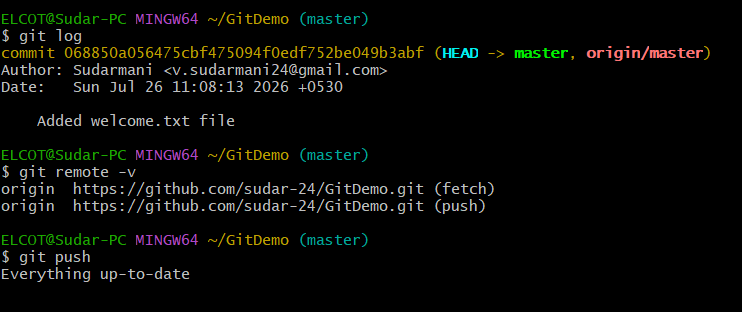 ELCOT@Sudar-PC MINGW64 ~/GitDemo (master)
$ git log
commit 068850a056475cbf475094f0edf752be049b3abf (HEAD -> master, origin/master)
Author: Sudarmani <v.sudarmani24@gmail.com>
Date:   Sun Jul 26 11:08:13 2026 +0530
    Added welcome.txt file
ELCOT@Sudar-PC MINGW64 ~/GitDemo (master)
$ git remote -v
origin  https://github.com/sudar-24/GitDemo.git (fetch)
origin  https://github.com/sudar-24/GitDemo.git (push)
ELCOT@Sudar-PC MINGW64 ~/GitDemo (master)
$ git push
Everything up-to-date